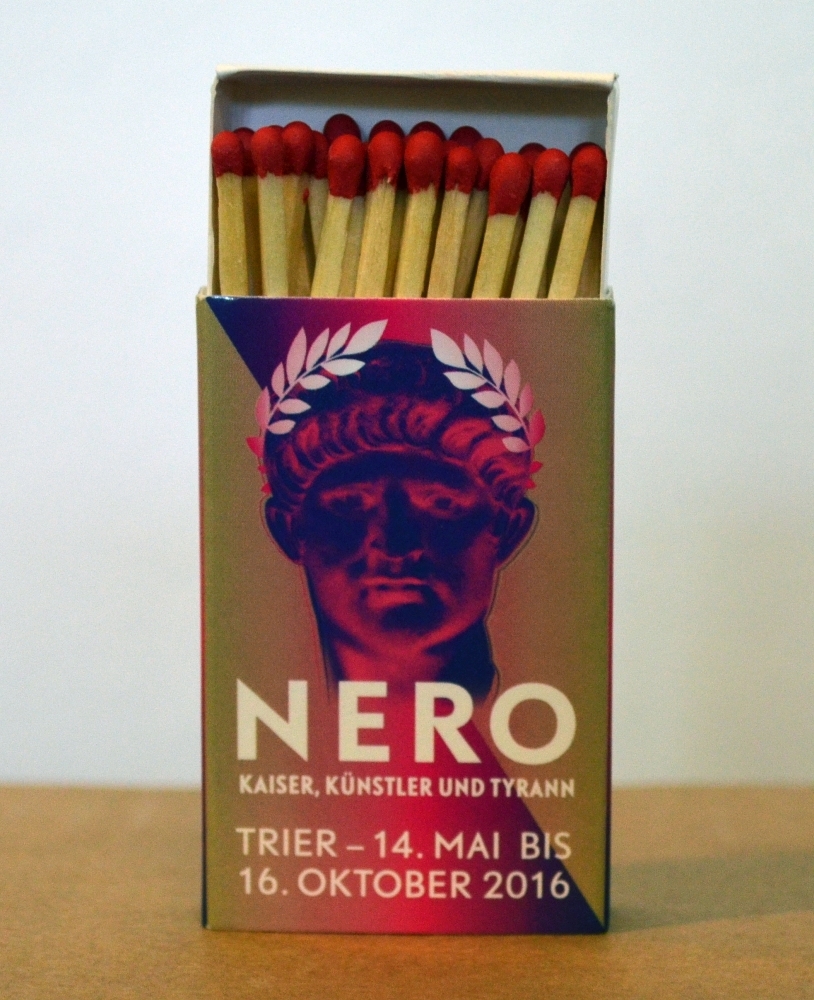 NERO
KAISER, KÜNSTLER UND TYRANN
TRIER – 14. MAI BIS
16. OKTOBER 2016